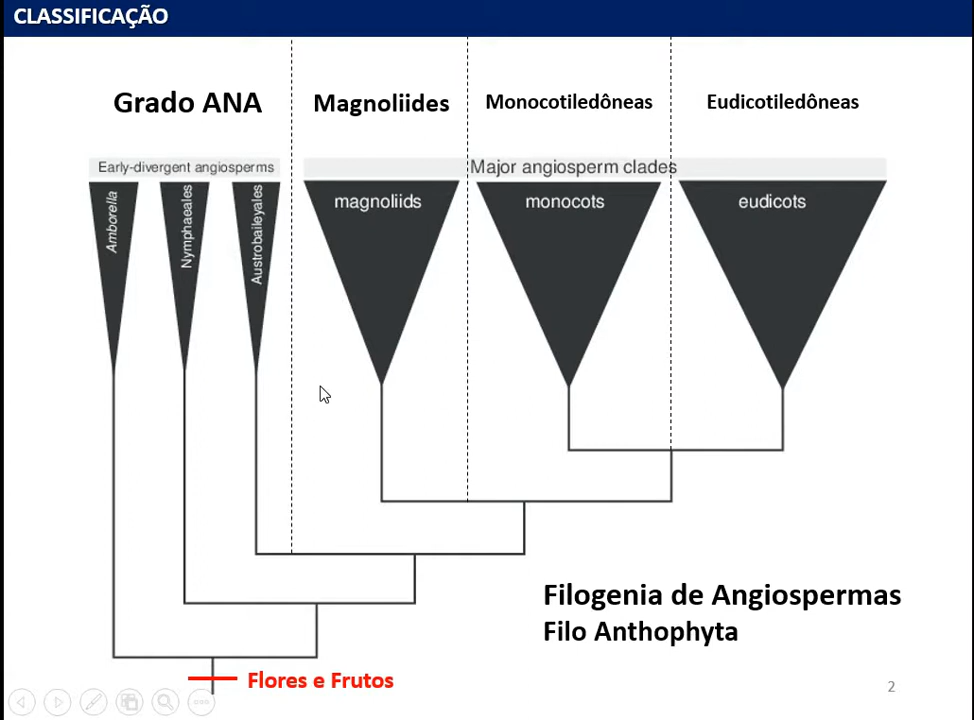 CLASSIFICAÇÃO
Grado ANA
Magnoliides
Monocotiledôneas
Eudicotiledôneas
Early-divergent angiosperms
Major angiosperm clades
Amborella
Nymphaeales
Austrobaileyales
magnoliids
monocots
eudicots
Filogenia de Angiospermas
Filo Anthophyta
Flores e Frutos
2